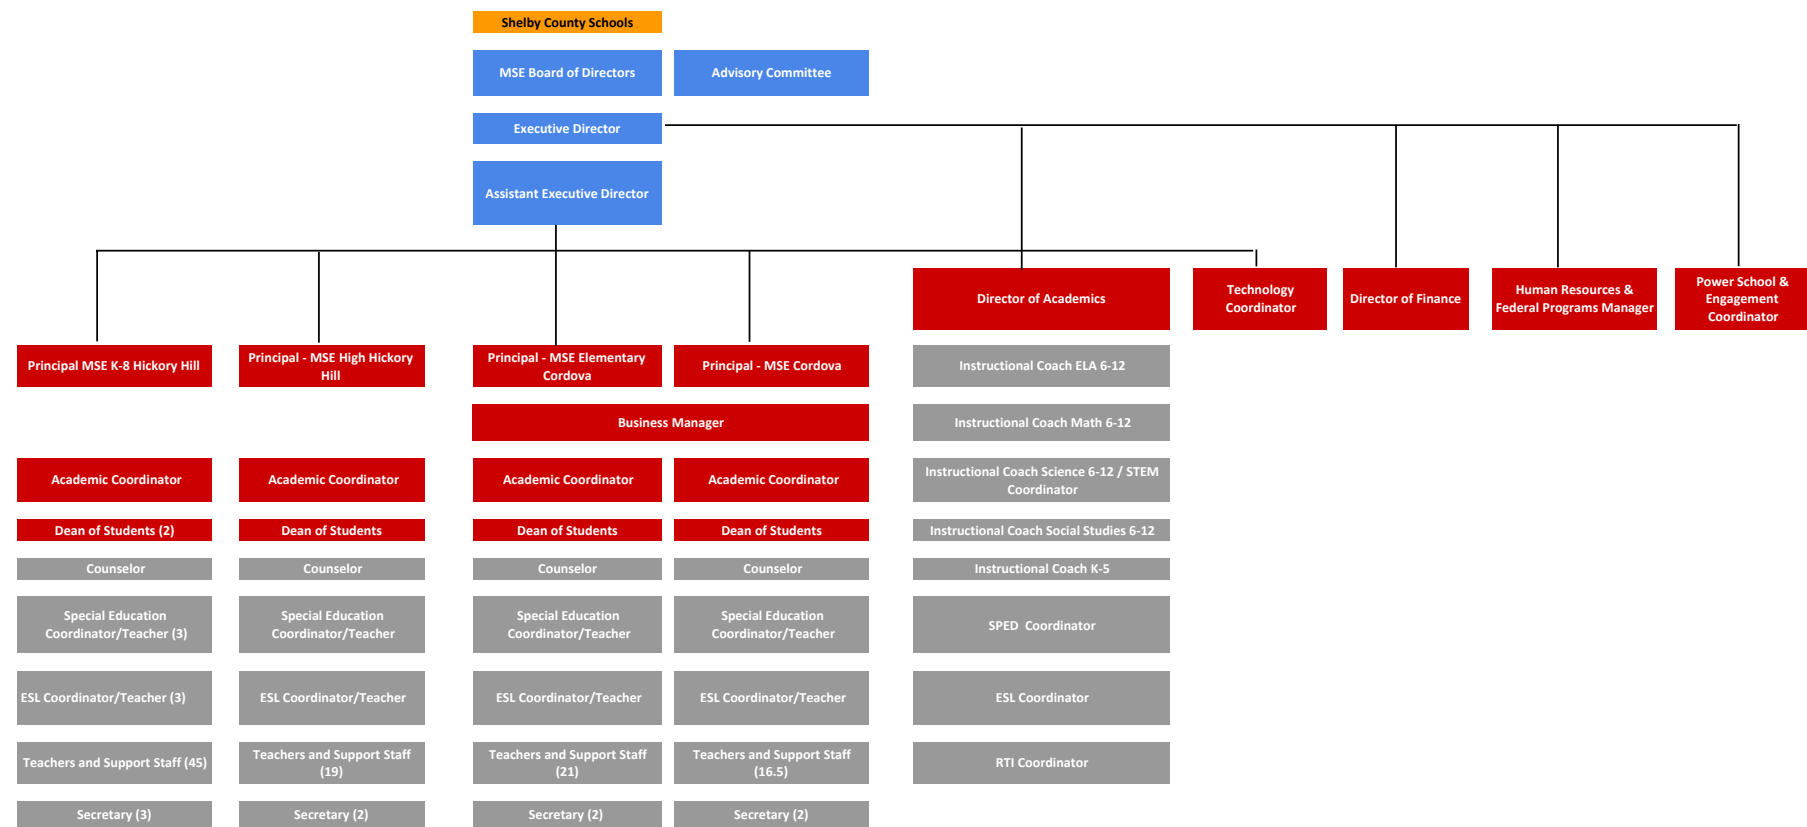 Shelby County Schools
MSE Board of Directors
Advisory Committee
Executive Director
Assistant Executive Director
Director of Academics
Technology
Coordinator
Director of Finance
Human Resources &
Federal Programs Manager
Power School &
Engagement
Coordinator
Principal MSE K-8 Hickory Hill
Principal - MSE High Hickory
Hill
Principal - MSE Elementary
Cordova
Principal - MSE Cordova
Instructional Coach ELA 6-12
Business Manager
Instructional Coach Math 6-12
Academic Coordinator
Academic Coordinator
Academic Coordinator
Academic Coordinator
Instructional Coach Science 6-12 / STEM
Coordinator
Dean of Students (2)
Dean of Students
Dean of Students
Dean of Students
Instructional Coach Social Studies 6-12
Counselor
Counselor
Counselor
Counselor
Instructional Coach K-5
Special Education
Coordinator/Teacher (3)
Special Education
Coordinator/Teacher
Special Education
Coordinator/Teacher
Special Education
Coordinator/Teacher
SPED Coordinator
ESL Coordinator/Teacher (3)
ESL Coordinator/Teacher
ESL Coordinator/Teacher
ESL Coordinator/Teacher
ESL Coordinator
Teachers and Support Staff (45)
Teachers and Support Staff
(19)
Teachers and Support Staff
(21)
Teachers and Support Staff
(16.5)
RTI Coordinator
Secretary (3)
Secretary (2)
Secretary (2)
Secretary (2)